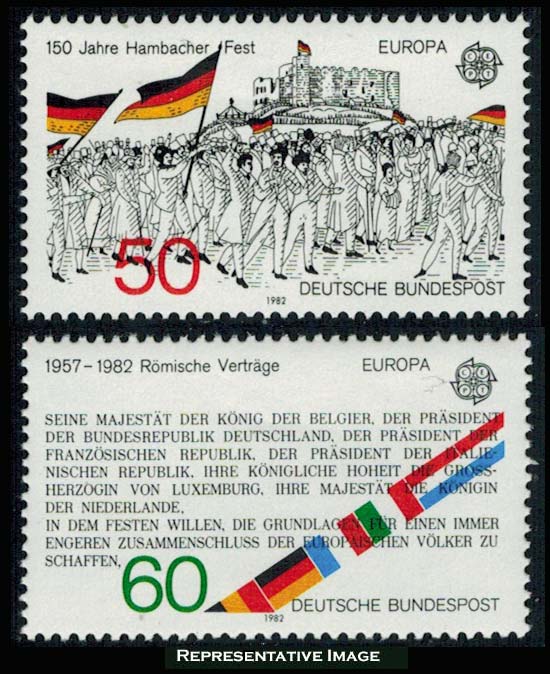 150 Jahre Hambacher Fest
EUROPA
CEPT
50
DEUTSCHE BUNDESPOST
1982
1957–1982 Römische Verträge
EUROPA
CEPT
SEINE MAJESTÄT DER KÖNIG DER BELGIER, DER PRÄSIDENT
DER BUNDESREPUBLIK DEUTSCHLAND, DER PRÄSIDENT DER
FRANZÖSISCHEN REPUBLIK, DER PRÄSIDENT DER ITALIE-
NISCHEN REPUBLIK, IHRE KÖNIGLICHE HOHEIT DIE GROSS-
HERZOGIN VON LUXEMBURG, IHRE MAJESTÄT DIE KÖNIGIN
DER NIEDERLANDE,
IN DEM FESTEN WILLEN, DIE GRUNDLAGEN FÜR EINEN IMMER
ENGEREN ZUSAMMENSCHLUSS DER EUROPÄISCHEN VÖLKER ZU
SCHAFFEN,
60
DEUTSCHE BUNDESPOST
1982
REPRESENTATIVE IMAGE